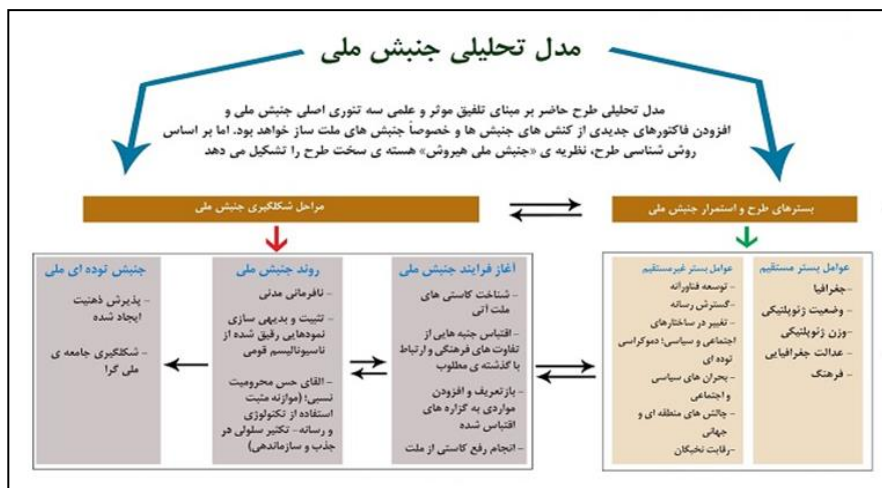 مدل تحلیلی جنبش ملی
مدل تحلیلی طرح حاضر بر مبنای تلفیق موثر و علمی سه تئوری اصلی جنبش ملی و
افزودن فاکتورهای جدیدی از کنش های جنبش ها و خصوصاً جنبش های ملت ساز خواهد بود. اما بر اساس
روش شناسی طرح، نظریه ی «جنبش ملی هیروش» هسته ی سخت طرح را تشکیل می دهد
بسترهای طرح و استمرار جنبش ملی
مراحل شکلگیری جنبش ملی
عوامل بستر مستقیم
-جغرافیا
- وضعیت ژئوپلتیکی
-وزن ژئوپلتیکی
-عدالت جغرافیایی
- فرهنگ
عوامل بستر غیرمستقیم
- توسعه فناورانه
-گسترش رسانه
- تغییر در ساختارهای
اجتماعی و سیاسی؛ دموکراسی
توده ای
-بحران های سیاسی
و اجتماعی
- چالش های منطقه ای و
جهانی
-رقابت نخبگان
آغاز فرایند جنبش ملی
- شناخت کاستی های
ملت آتی
- اقتباس جنبه هایی از
تفاوت های فرهنگی و ارتباط
با گذشته ی مطلوب
- بازتعریف و افزودن
مواردی به گزاره های
اقتباس شده
- انجام رفع کاستی از ملت
روند جنبش ملی
- نافرمانی مدنی
- تثبیت و بدیهی سازی
نمودهایی رقیق شده از
ناسیونالیسم قومی
- القای حس محرومیت
نسبی؛ (موازنه مثبت
استفاده از تکنولوژی
و رسانه- تکثیر سلولی در
جذب و سازماندهی)
جنبش توده ای ملی
- پذیرش ذهنیت
ایجاد شده
- شکلگیری جامعه ی
ملی گرا